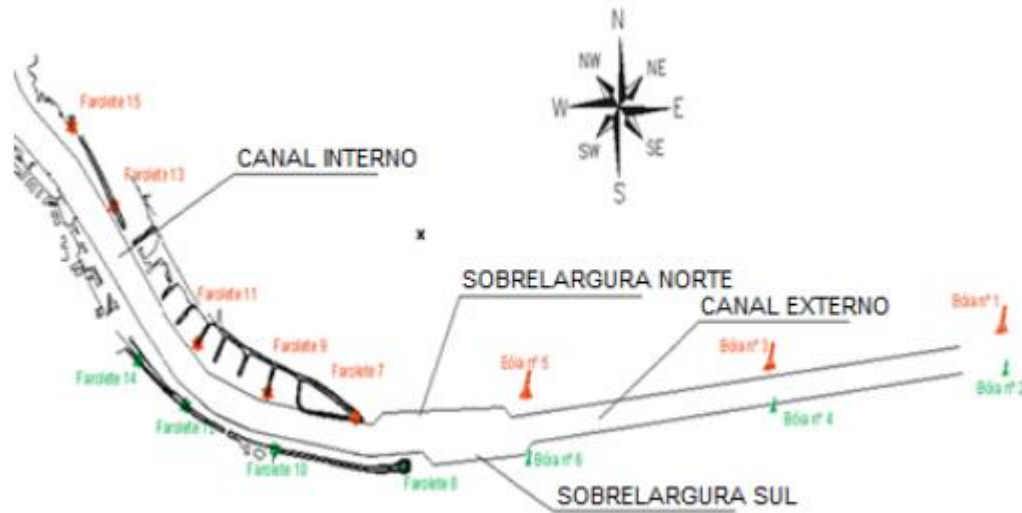 N
NW
NE
W
E
SW
SE
S
Farolete 15
CANAL INTERNO
Farolete 13
x
SOBRELARGURA NORTE
CANAL EXTERNO
Bóia nº 1
Farolete 11
Farolete 9
Bóia nº 3
Bóia nº 5
Farolete 7
Farolete 14
Bóia nº 2
Farolete 12
Bóia nº 4
Farolete 10
Farolete 8
Bóia nº 6
SOBRELARGURA SUL